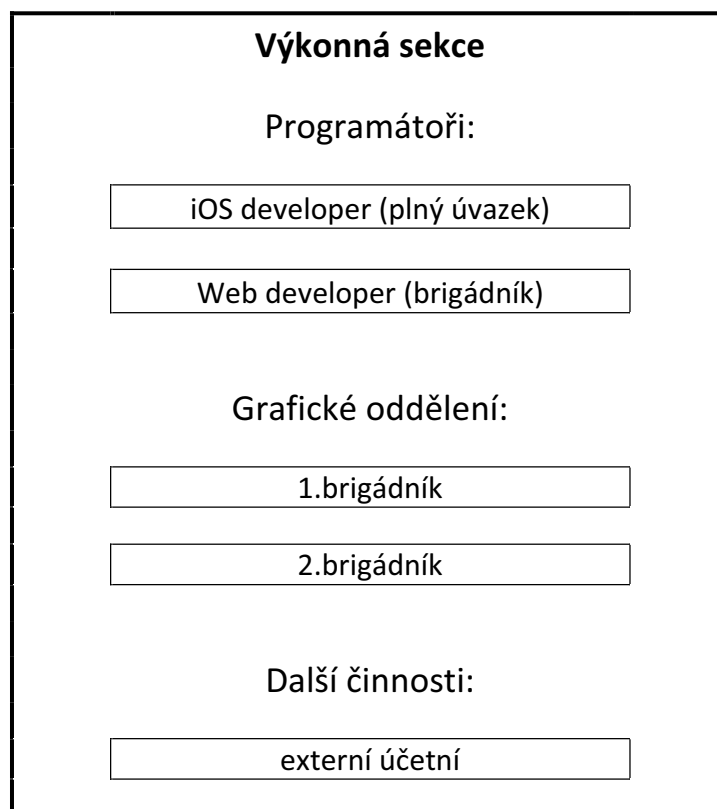 Výkonná sekce
Programátoři:
iOS developer (plný úvazek)
Web developer (brigádník)
Grafické oddělení:
1.brigádník
2.brigádník
Další činnosti:
externí účetní